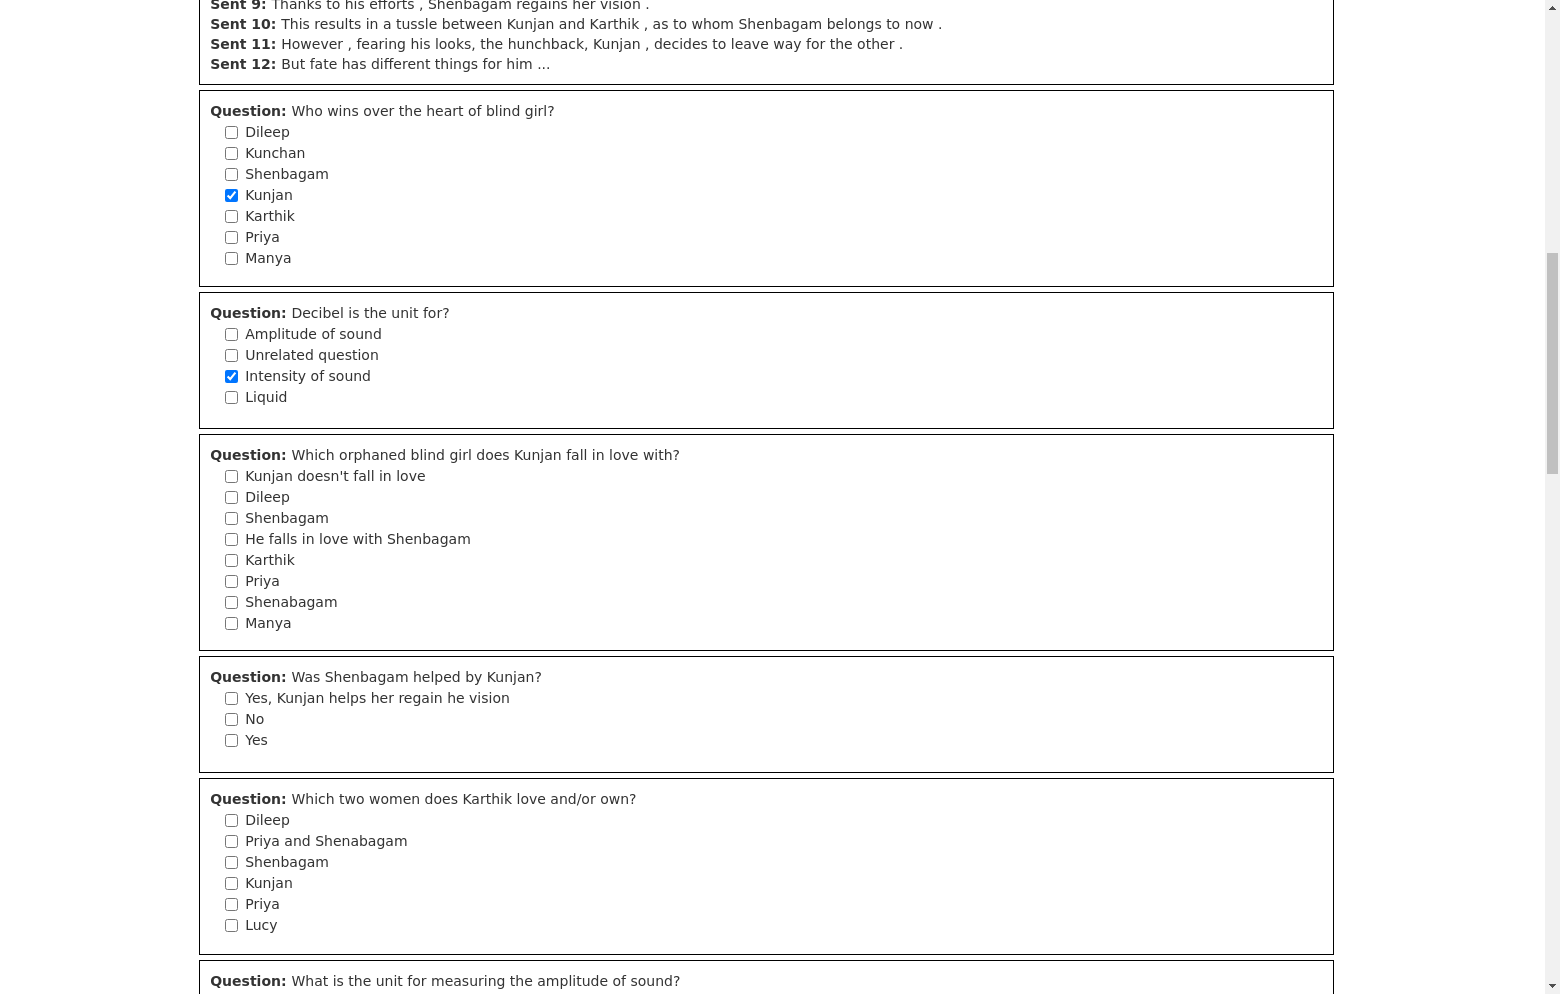 Sent 9: Thanks to his efforts , Shenbagam regains her vision .
Sent 10: This results in a tussle between Kunjan and Karthik , as to whom Shenbagam belongs to now .
Sent 11: However , fearing his looks, the hunchback, Kunjan , decides to leave way for the other .
Sent 12: But fate has different things for him ...
Question: Who wins over the heart of blind girl?
Dileep
Kunchan
Shenbagam
Kunjan
Karthik
Priya
Manya
Question: Decibel is the unit for?
Amplitude of sound
Unrelated question
Intensity of sound
Liquid
Question: Which orphaned blind girl does Kunjan fall in love with?
Kunjan doesn't fall in love
Dileep
Shenbagam
He falls in love with Shenbagam
Karthik
Priya
Shenabagam
Manya
Question: Was Shenbagam helped by Kunjan?
Yes, Kunjan helps her regain he vision
No
Yes
Question: Which two women does Karthik love and/or own?
Dileep
Priya and Shenabagam
Shenbagam
Kunjan
Priya
Lucy
Question: What is the unit for measuring the amplitude of sound?